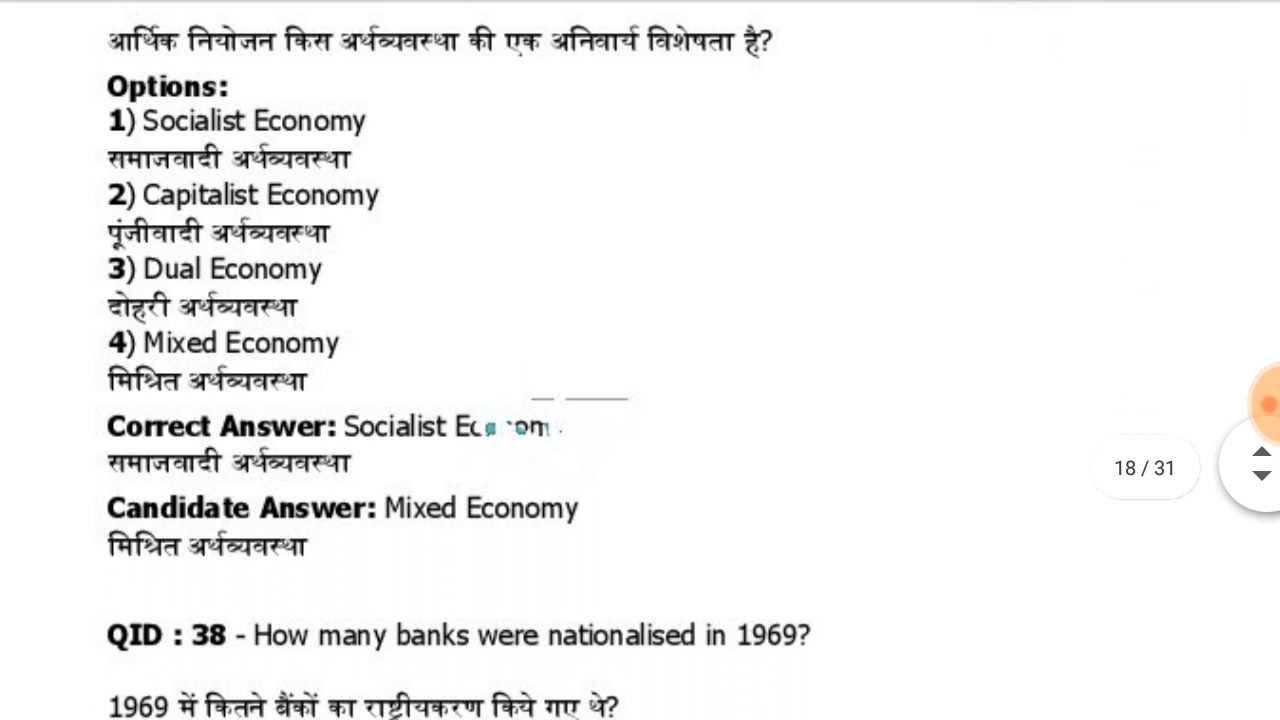 आर्थिक नियोजन किस अर्थव्यवस्था की एक अनिवार्य विशेषता है?
Options:
1) Socialist Economy
समाजवादी अर्थव्यवस्था
2) Capitalist Economy
पूंजीवादी अर्थव्यवस्था
3) Dual Economy
दोहरी अर्थव्यवस्था
4) Mixed Economy
मिश्रित अर्थव्यवस्था
Correct Answer: Socialist
समाजवादी अर्थव्यवस्था
18 / 31
Candidate Answer: Mixed Economy
मिश्रित अर्थव्यवस्था
QID : 38 - How many banks were nationalised in 1969?
1969 में कितने बैंकों का राष्ट्रीयकरण किये गए थे?